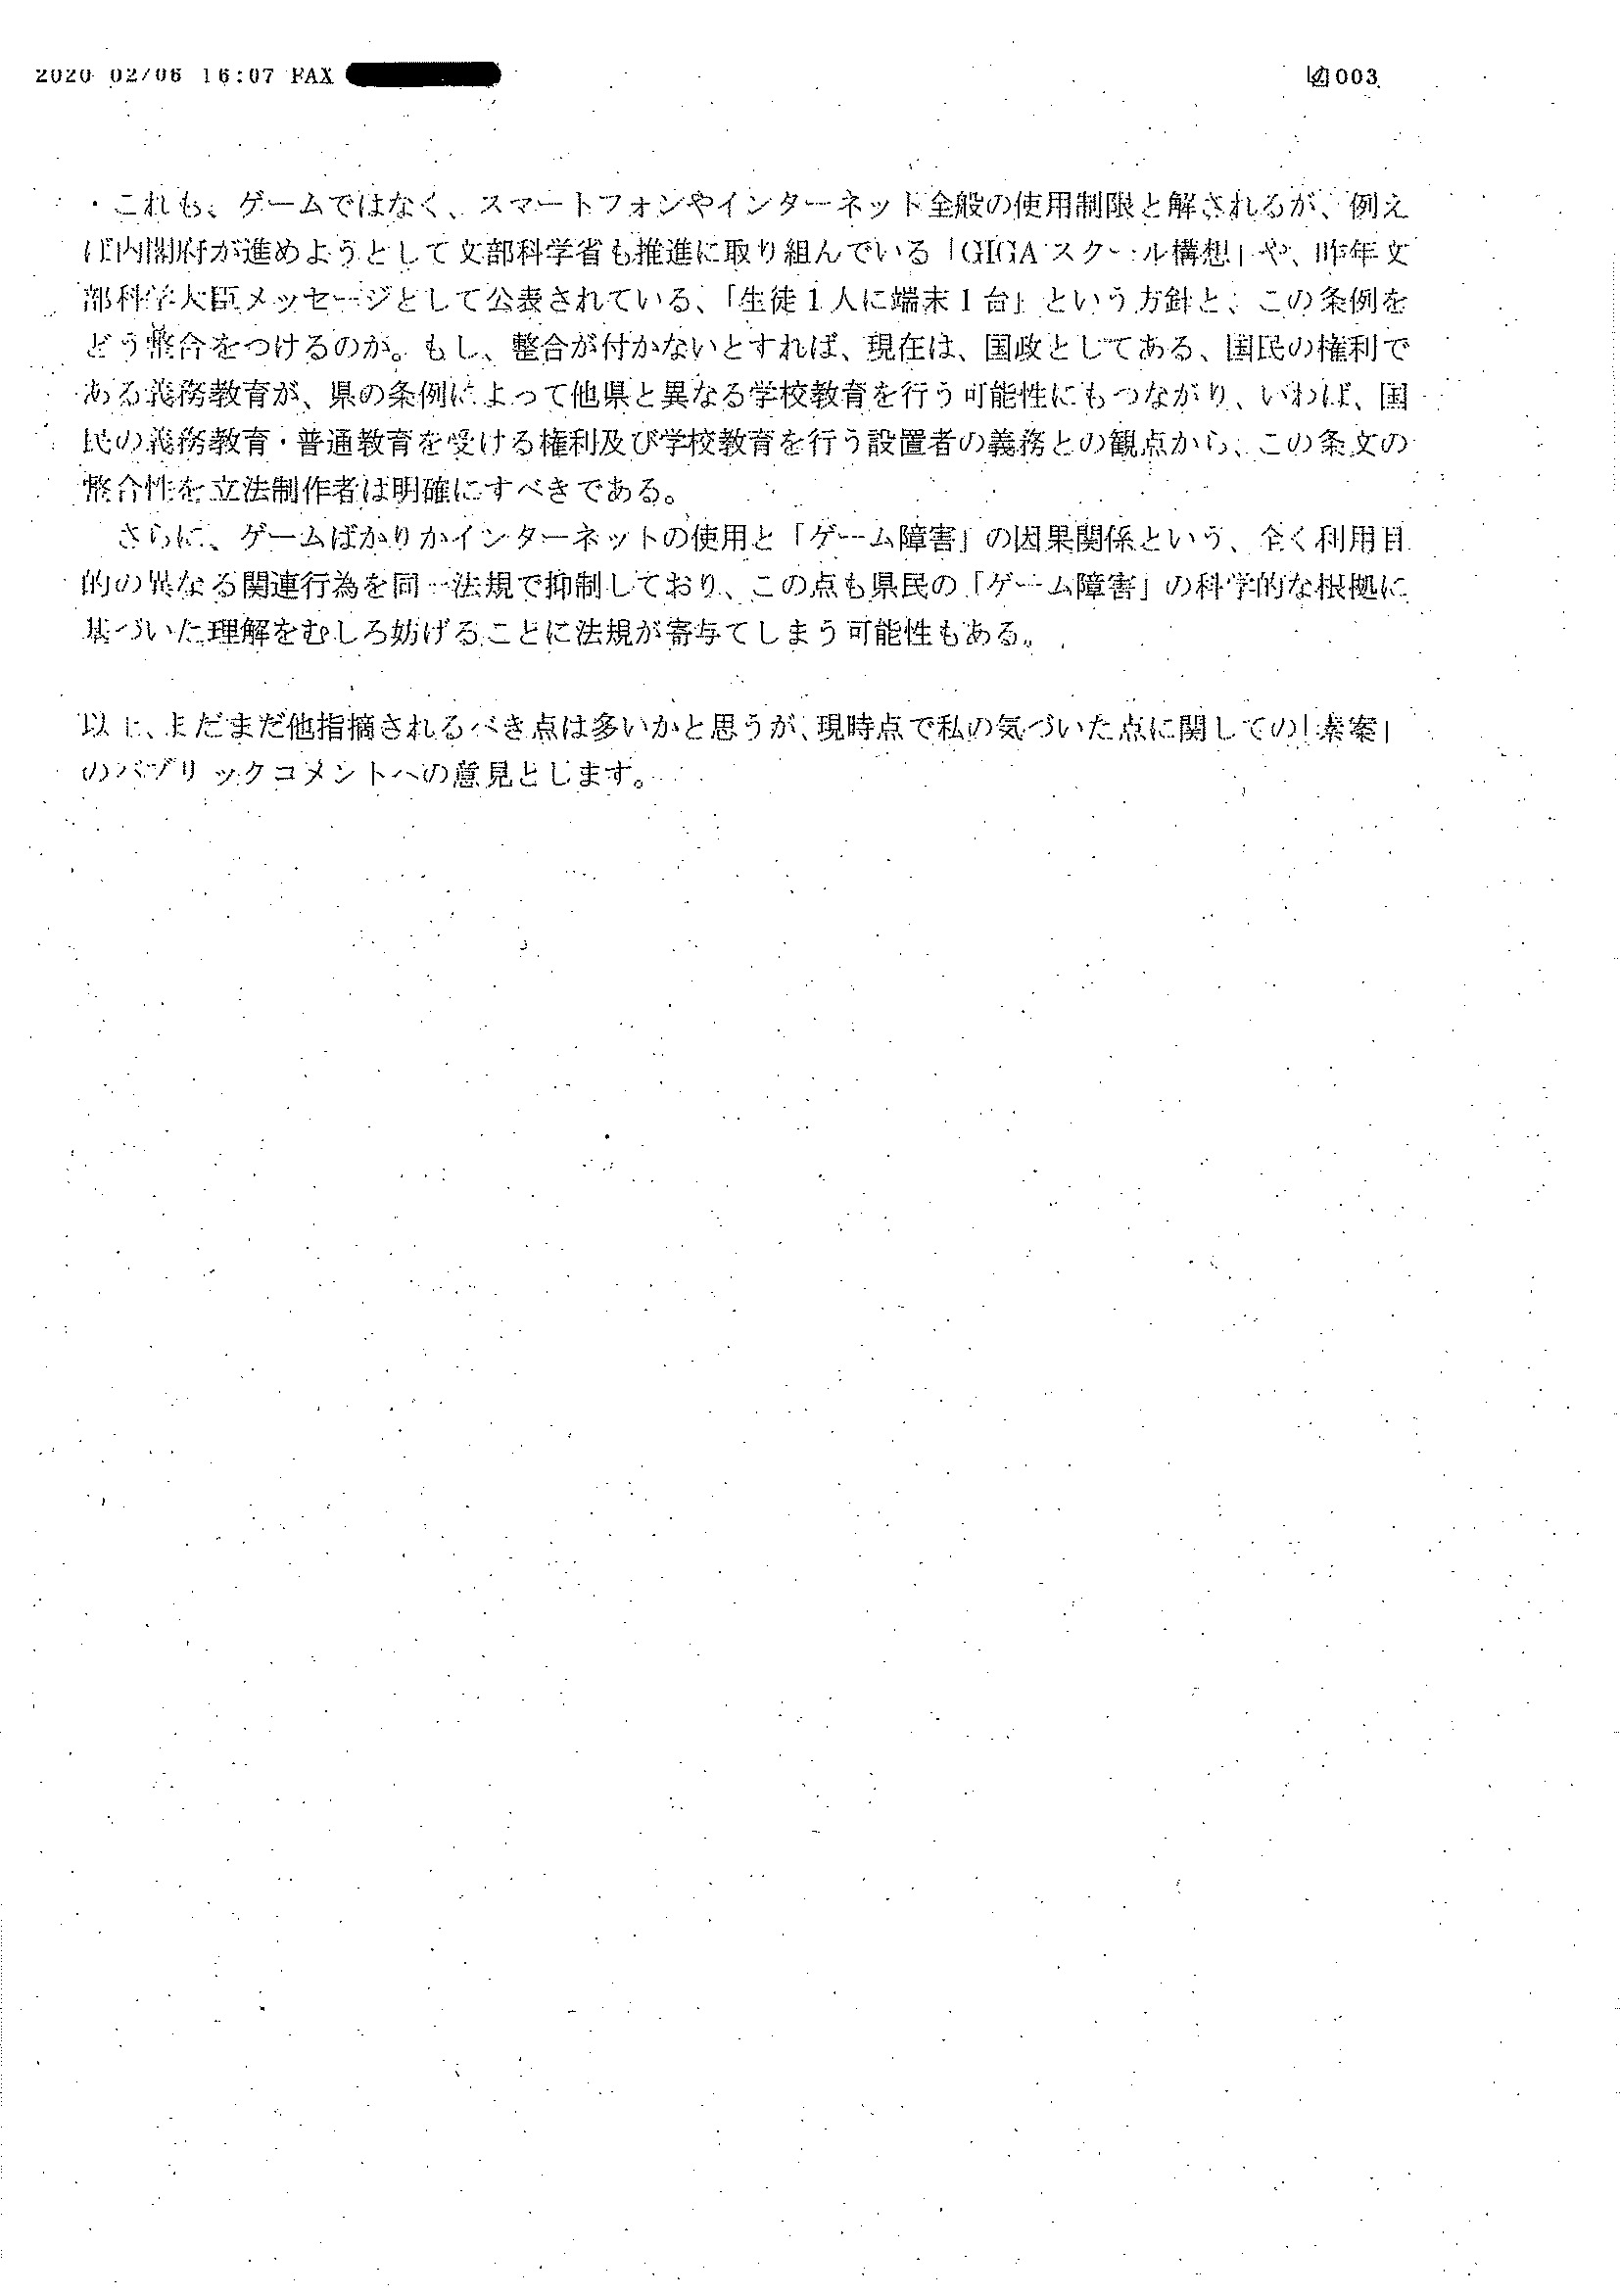 2020 02/06 16:07 FAX
003
・これも、ゲームではなく、スマートフォンやインターネット全般の使用制限と解されるが、例え
ば内閣府が進めようとして文部科学省も推進に取り組んでいる「GIGAスクール構想」や、昨年文
部科学大臣メッセージとして公表されている、「生徒1人に端末1台」という方針と、この条例を
どう整合をつけるのか。もし、整合が付かないとすれば、現在は、国政としてある、国民の権利で
ある義務教育が、県の条例によって他県と異なる学校教育を行う可能性にもつながり、いわば、国
民の義務教育・普通教育を受ける権利及び学校教育を行う設置者の義務との観点から、この条文の
整合性を立法制作者は明確にすべきである。
さらに、ゲームばかりかインターネットの使用と「ゲーム障害」の因果関係という、全く利用目
的の異なる関連行為を同一法規で抑制しており、この点も県民の「ゲーム障害」の科学的な根拠に
基づいた理解をむしろ妨げることに法規が寄与てしまう可能性もある。
以上、まだまだ他指摘されるべき点は多いかと思うが、現時点で私の気づいた点に関しての「素案」
のパブリックコメントへの意見とします。